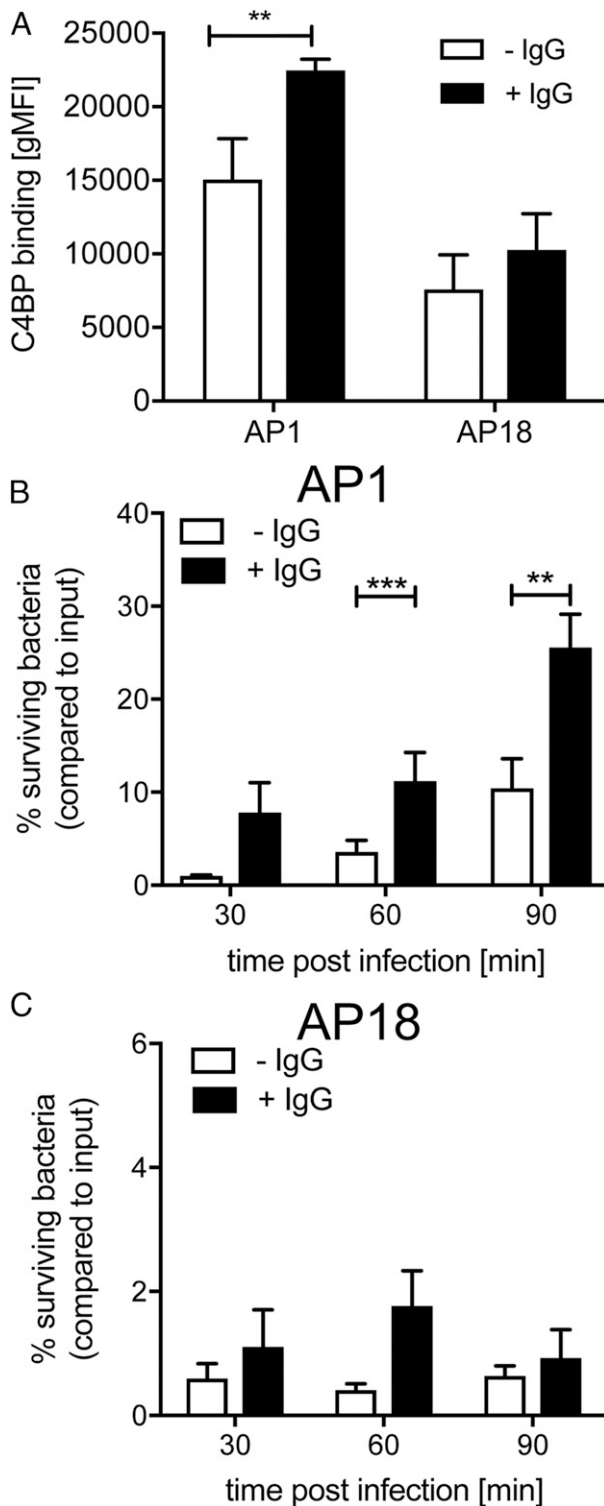 A
C4BP binding [gMFI]
25000
20000
15000
10000
5000
0
**
- IgG
+ IgG
AP1 AP18
B
AP1
% surviving bacteria
(compared to input)
40
30
20
10
0
- IgG
+ IgG
***
**
30 60 90
time post infection [min]
C
AP18
% surviving bacteria
(compared to input)
6
4
2
0
- IgG
+ IgG
30 60 90
time post infection [min]